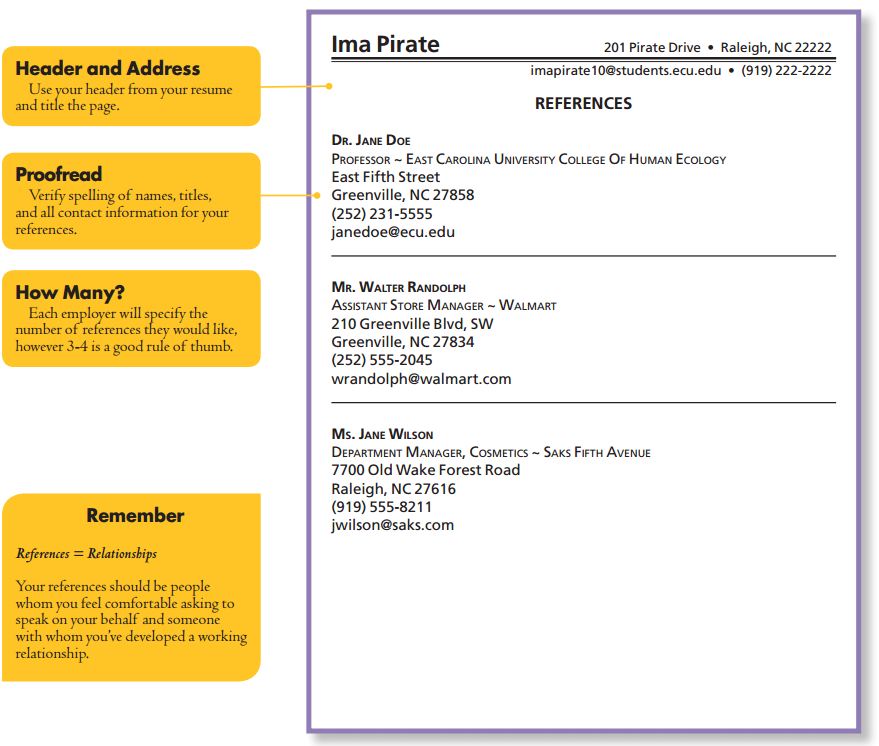 Header and Address
Use your header from your resume
and title the page.
Proofread
Verify spelling of names, titles,
and all contact information for your
references.
How Many?
Each employer will specify the
number of references they would like,
however 3-4 is a good rule of thumb.
Remember
References = Relationships
Your references should be people
whom you feel comfortable asking to
speak on your behalf and someone
with whom you've developed a working
relationship.
Ima Pirate
201 Pirate Drive • Raleigh, NC 22222
imapirate10@students.ecu.edu • (919) 222-2222
REFERENCES
Dr. Jane Doe
Professor ~ East Carolina University College Of Human Ecology
East Fifth Street
Greenville, NC 27858
(252) 231-5555
janedoe@ecu.edu
Mr. Walter Randolph
Assistant Store Manager ~ Walmart
210 Greenville Blvd, SW
Greenville, NC 27834
(252) 555-2045
wrandolph@walmart.com
Ms. Jane Wilson
Department Manager, Cosmetics ~ Saks Fifth Avenue
7700 Old Wake Forest Road
Raleigh, NC 27616
(919) 555-8211
jwilson@saks.com